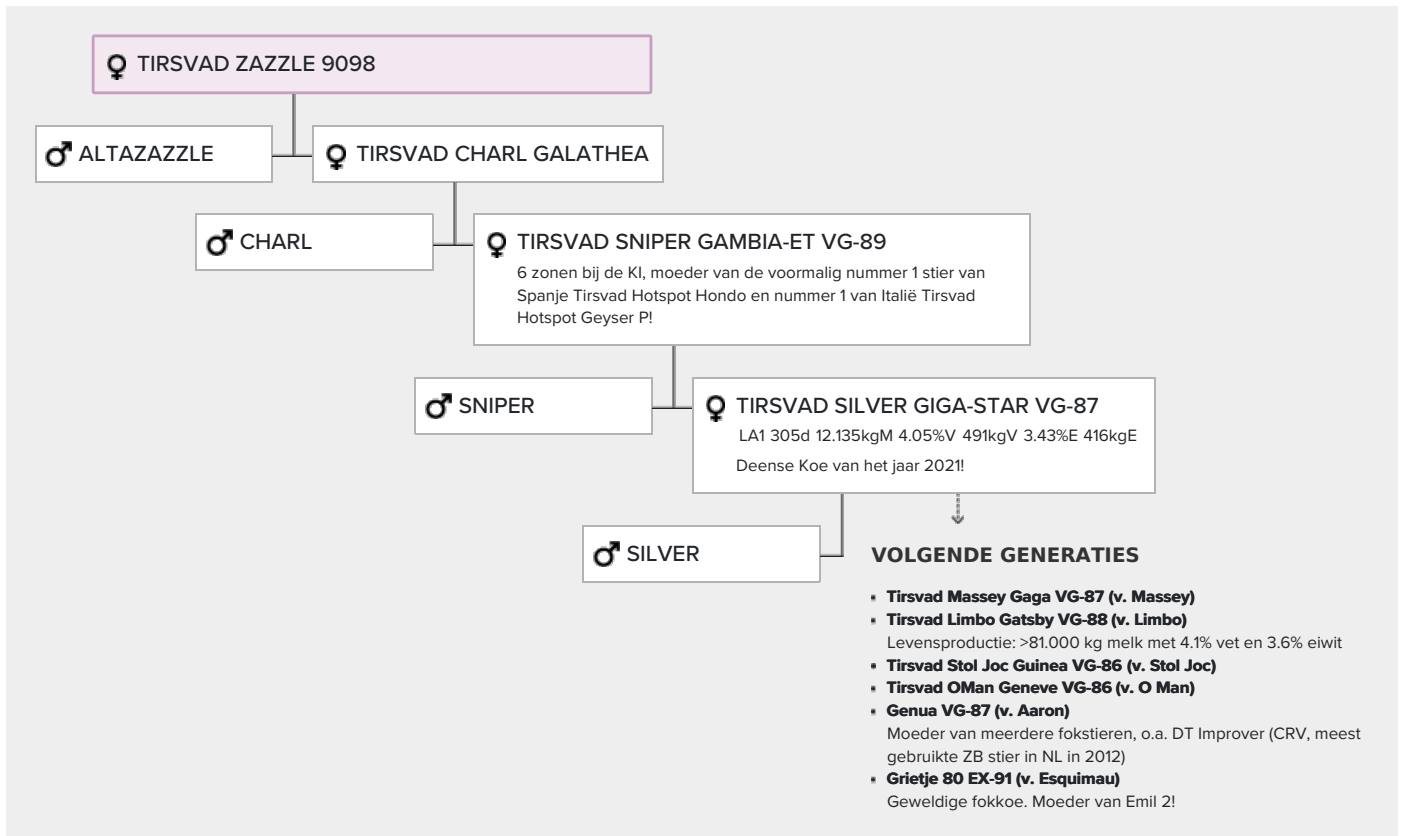 TIRSVAD ZAZZLE 9098
ALTAZAZZLE
TIRSVAD CHARL GALATHEA
CHARL
TIRSVAD SNIPER GAMBIA-ET VG-89
6 zonen bij de KI, moeder van de voormalig nummer 1 stier van
Spanje Tirsvad Hotspot Hondo en nummer 1 van Italië Tirsvad
Hotspot Geyser P!
SNIPER
TIRSVAD SILVER GIGA-STAR VG-87
LA1 305d 12.135kgM 4.05%V 491kgV 3.43%E 416kgE
Deense Koe van het jaar 2021!
SILVER
VOLGENDE GENERATIES
Tirsvad Massey Gaga VG-87 (v. Massey)
Tirsvad Limbo Gatsby VG-88 (v. Limbo)
Levensproductie: >81.000 kg melk met 4.1% vet en 3.6% eiwit
Tirsvad Stol Joc Guinea VG-86 (v. Stol Joc)
Tirsvad OMan Geneve VG-86 (v. O Man)
Genua VG-87 (v. Aaron)
Moeder van meerdere fokstieren, o.a. DT Improver (CRV, meest
gebruikte ZB stier in NL in 2012)
Grietje 80 EX-91 (v. Esquimau)
Geweldige fokkoe. Moeder van Emil 2!